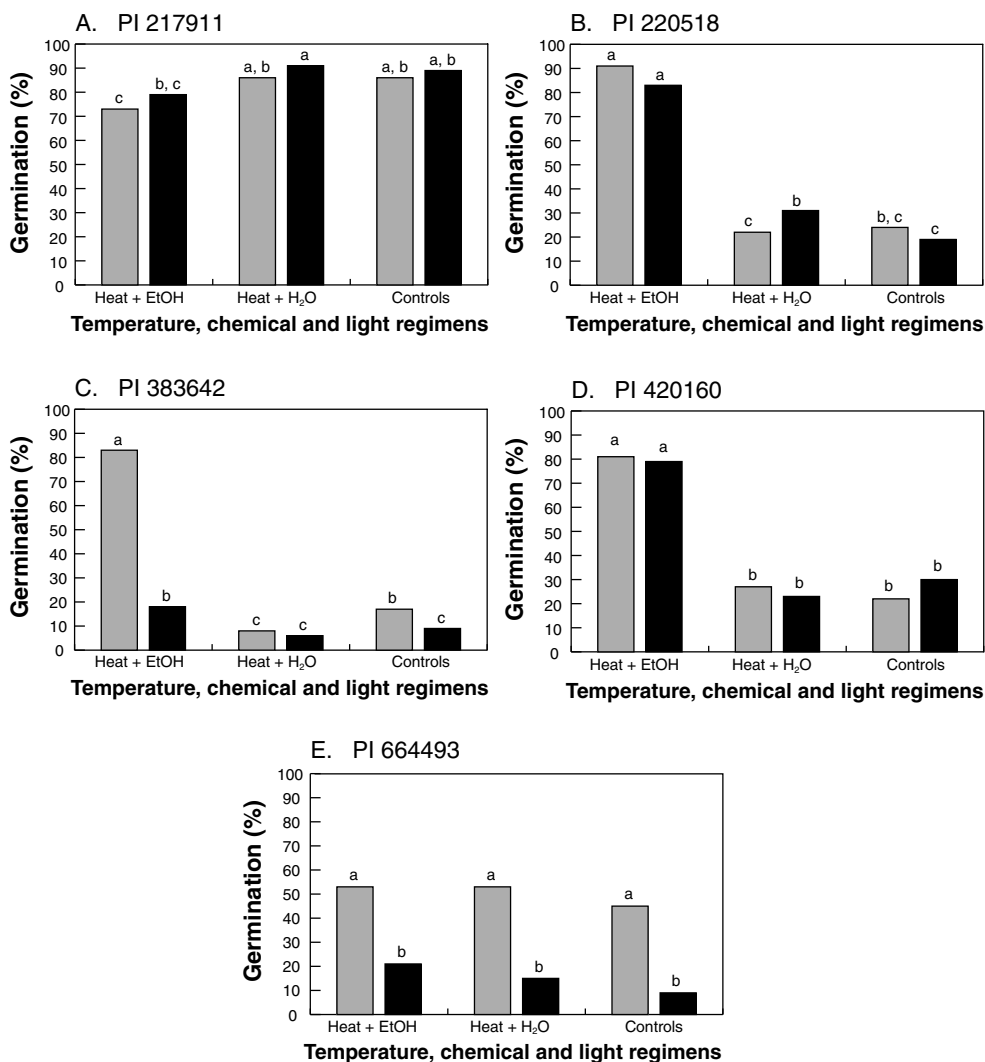 A. PI 217911
Germination (%)
100
90
80
70
60
50
40
30
20
10
0
c
b, c
a, b
a
a, b
a, b
Heat + EtOH
Heat + H₂O
Controls
Temperature, chemical and light regimens
B. PI 220518
Germination (%)
100
90
80
70
60
50
40
30
20
10
0
a
a
c
b
b, c
c
Heat + EtOH
Heat + H₂O
Controls
Temperature, chemical and light regimens
C. PI 383642
Germination (%)
100
90
80
70
60
50
40
30
20
10
0
a
b
c
c
b
c
Heat + EtOH
Heat + H₂O
Controls
Temperature, chemical and light regimens
D. PI 420160
Germination (%)
100
90
80
70
60
50
40
30
20
10
0
a
a
b
b
b
b
Heat + EtOH
Heat + H₂O
Controls
Temperature, chemical and light regimens
E. PI 664493
Germination (%)
100
90
80
70
60
50
40
30
20
10
0
a
b
a
b
a
b
Heat + EtOH
Heat + H₂O
Controls
Temperature, chemical and light regimens